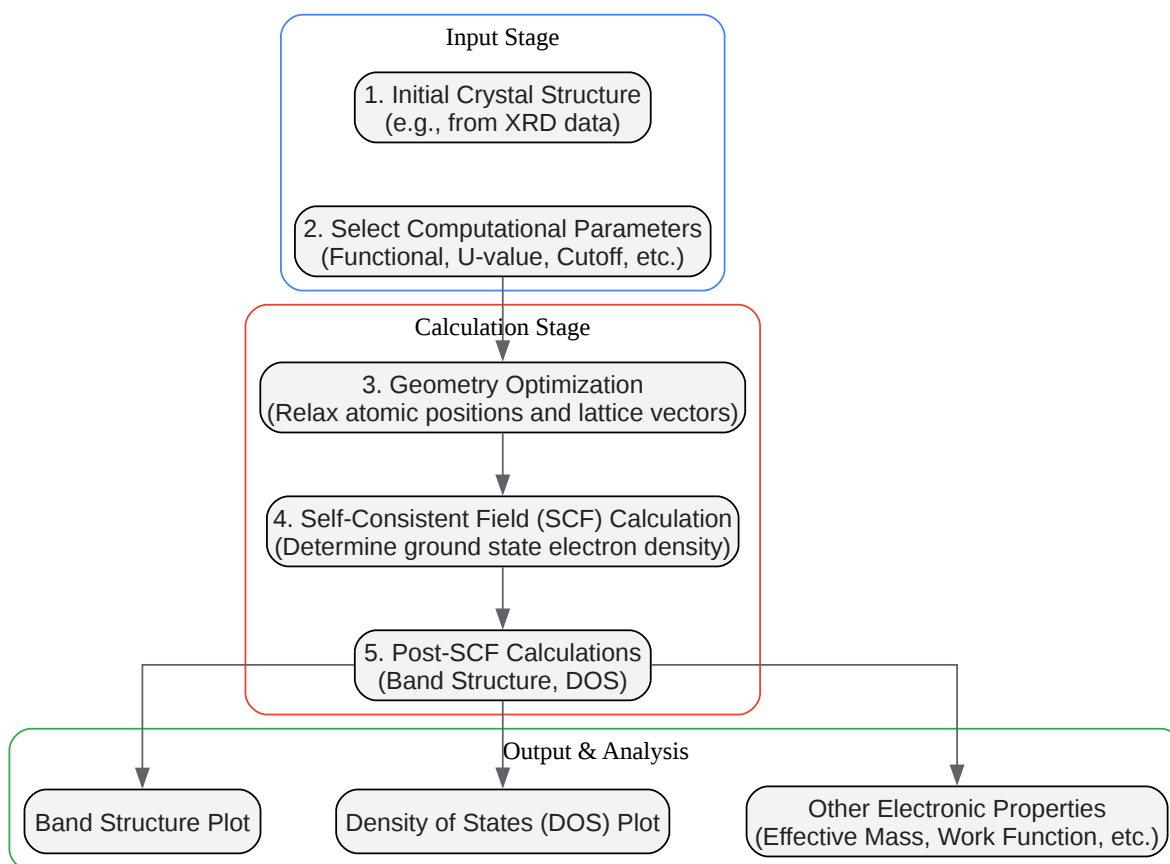 Input Stage
1. Initial Crystal Structure
(e.g., from XRD data)
2. Select Computational Parameters
(Functional, U-value, Cutoff, etc.)
Calculation Stage
3. Geometry Optimization
(Relax atomic positions and lattice vectors)
4. Self-Consistent Field (SCF) Calculation
(Determine ground state electron density)
5. Post-SCF Calculations
(Band Structure, DOS)
Output & Analysis
Band Structure Plot
Density of States (DOS) Plot
Other Electronic Properties
(Effective Mass, Work Function, etc.)